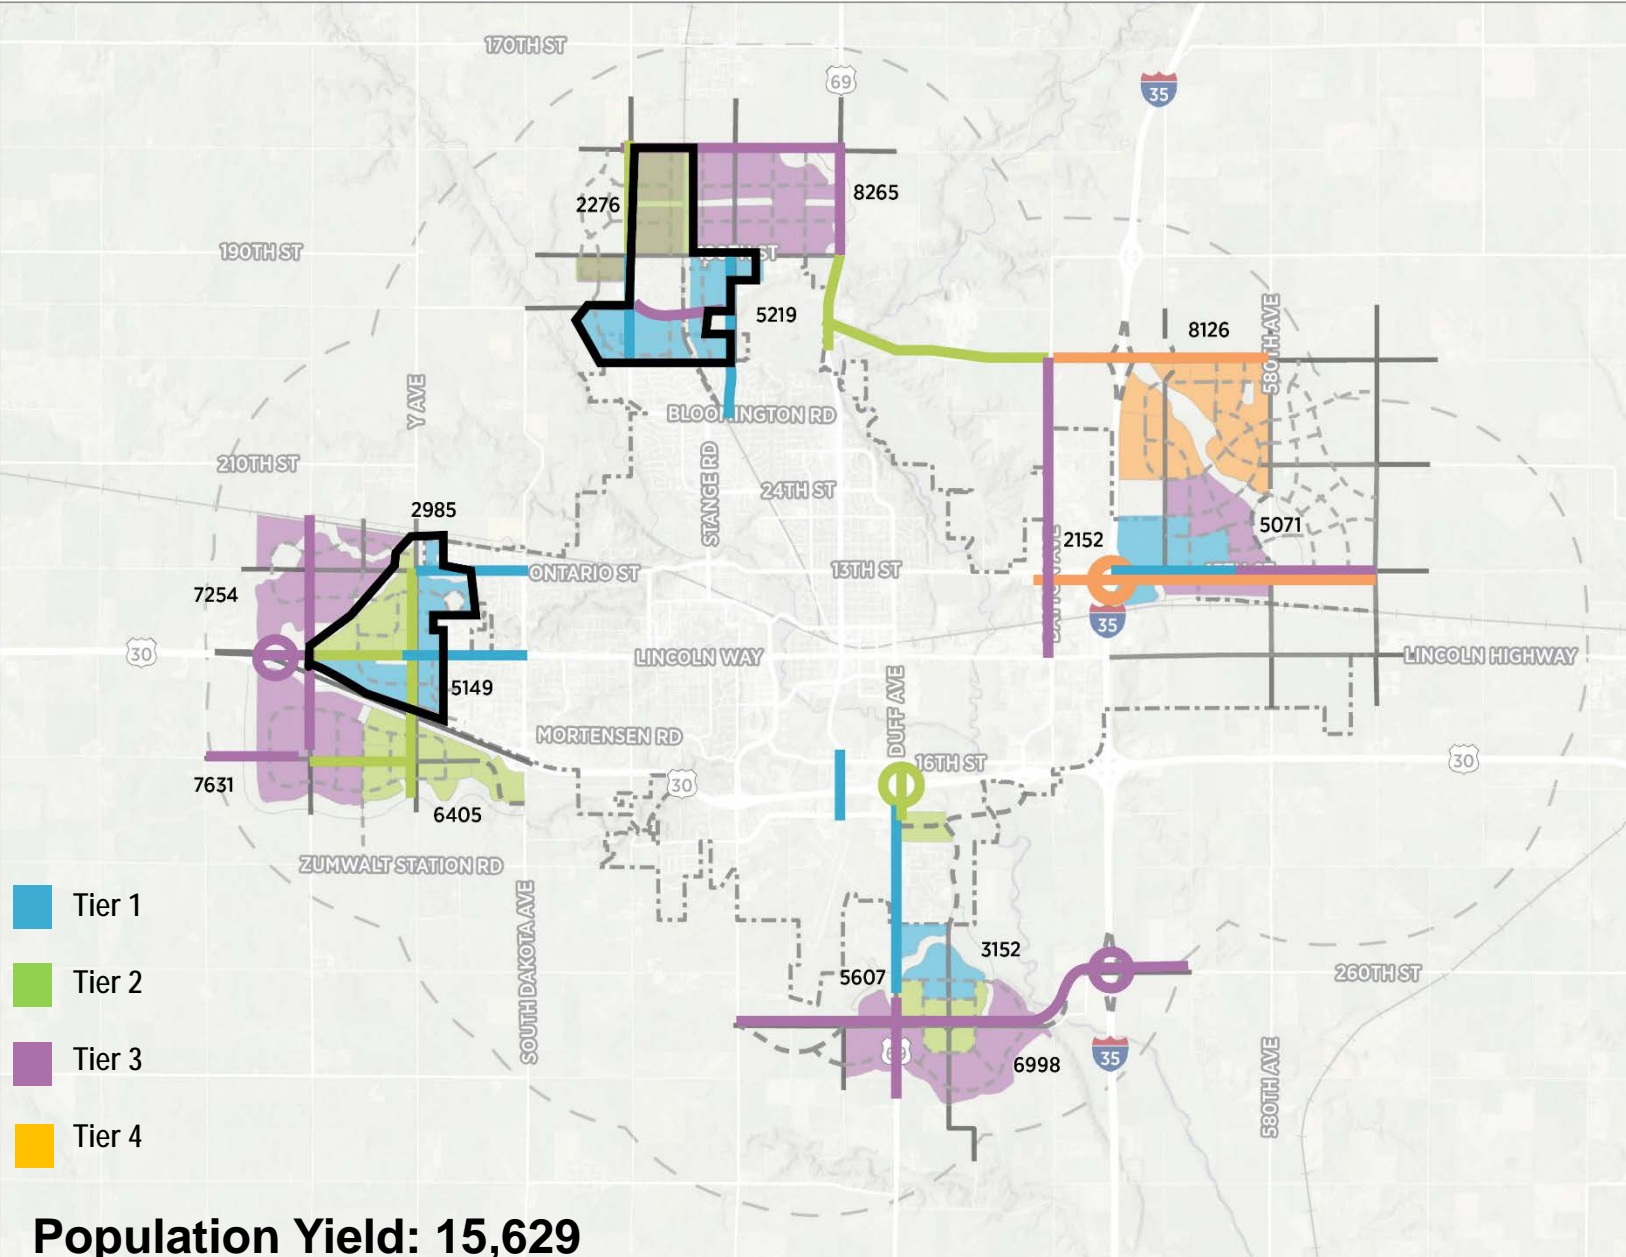 170TH ST
69
35
2276
8265
190TH ST
190TH ST
5219
8126
580TH AVE
Y AVE
BLOOMINGTON RD
210TH ST
STANGE RD
24TH ST
2985
2152
5071
ONTARIO ST
13TH ST
7254
35
30
LINCOLN WAY
LINCOLN HIGHWAY
5149
DUFF AVE
MORTENSEN RD
16TH ST
30
30
7631
6405
ZUMWALT STATION RD
SOUTH DAKOTA AVE
Tier 1
3152
5607
260TH ST
Tier 2
69
35
6998
580TH AVE
Tier 3
Tier 4
Population Yield: 15,629